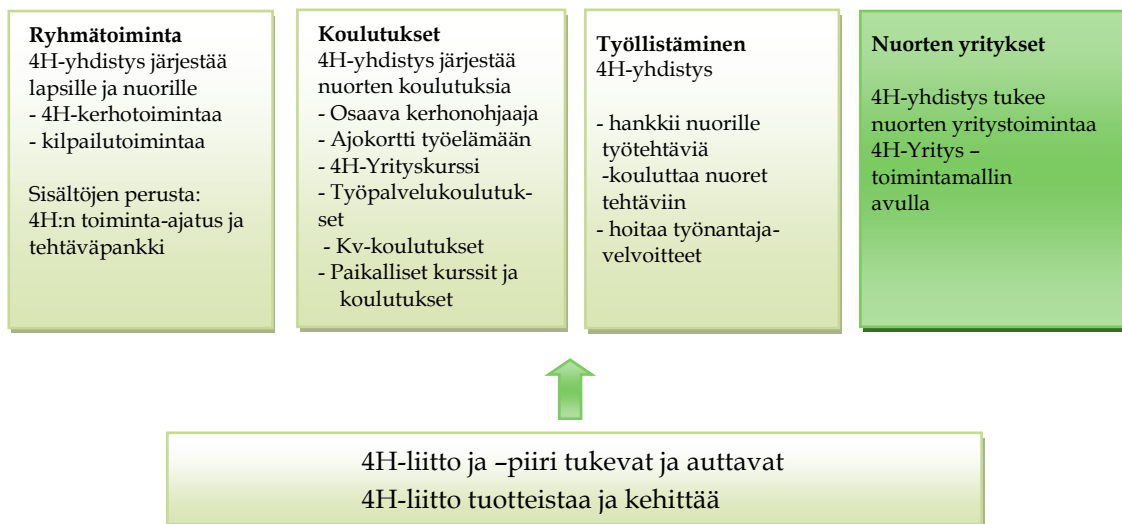 Ryhmätoiminta
4H-yhdistys järjestää
lapsille ja nuorille
- 4H-kerhotoimintaa
- kilpailutoimintaa
Sisältöjen perusta:
4H:n toiminta-ajatus ja
tehtäväpankki
Koulutukset
4H-yhdistys järjestää
nuorten koulutuksia
- Osaava kerhonohjaaja
- Ajokortti työelämään
- 4H-Yrityskurssi
- Työpalvelukoulutuk-
set
- Kv-koulutukset
- Paikalliset kurssit ja
koulutukset
Työllistäminen
4H-yhdistys
- hankkii nuorille
työtehtäviä
-kouluttaa nuoret
tehtäviin
- hoitaa työnantaja-
velvoitteet
Nuorten yritykset
4H-yhdistys tukee
nuorten yritystoimintaa
4H-Yritys –
toimintamallin
avulla
4H-liitto ja –piiri tukevat ja auttavat
4H-liitto tuotteistaa ja kehittää